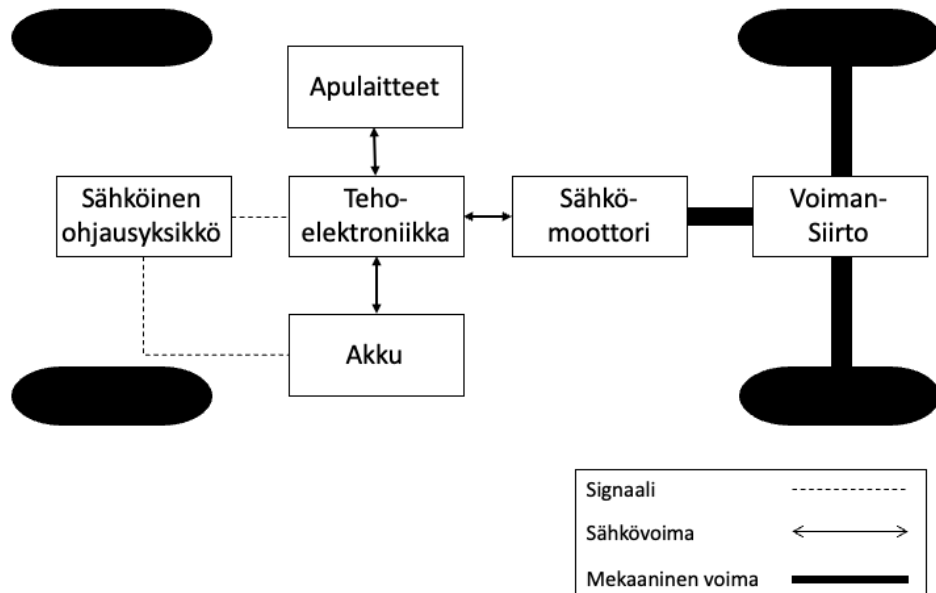 Apulaitteet
Sähköinen
ohjausyksikkö
Teho-
elektroniikka
Sähkö-
moottori
Voiman-
Siirto
Akku
Signaali
Sähkövoima
Mekaaninen voima